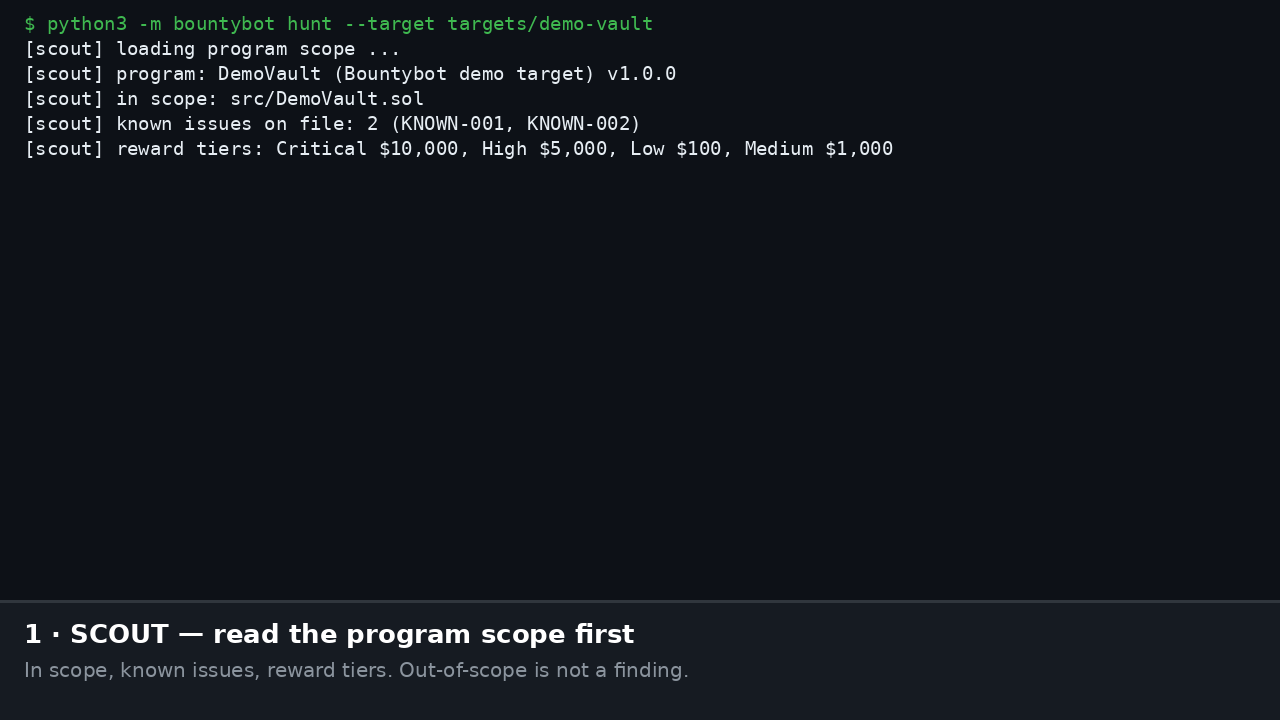 $ python3 -m bountybot hunt --target targets/demo-vault
[scout] loading program scope ...
[scout] program: DemoVault (Bountybot demo target) v1.0.0
[scout] in scope: src/DemoVault.sol
[scout] known issues on file: 2 (KNOWN-001, KNOWN-002)
[scout] reward tiers: Critical $10,000, High $5,000, Low $100, Medium $1,000
1 · SCOUT — read the program scope first
In scope, known issues, reward tiers. Out-of-scope is not a finding.